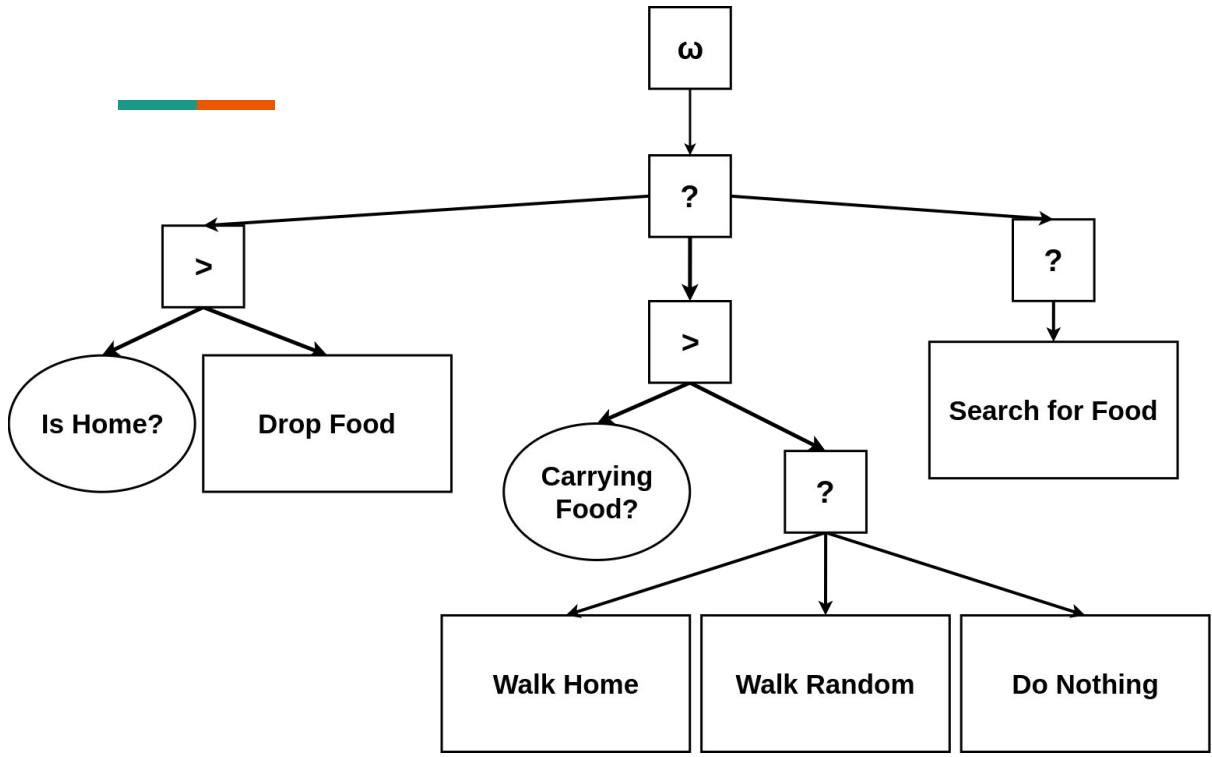 ω
?
>
?
>
Is Home?
Drop Food
Search for Food
Carrying
Food?
?
Walk Home
Walk Random
Do Nothing